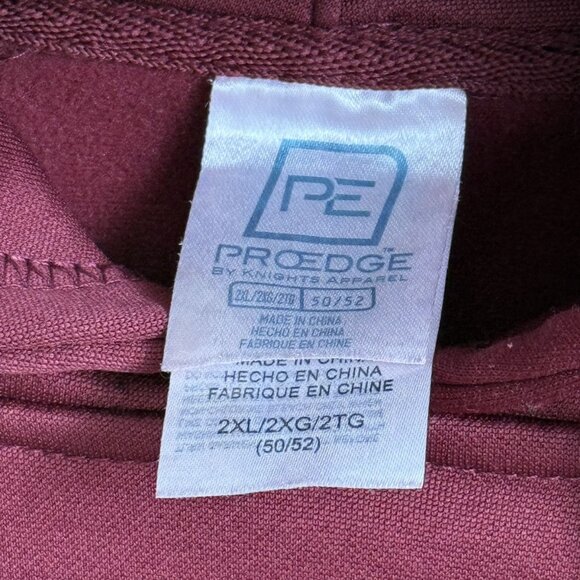 PE
PROEDGE™
BY KNIGHTS APPAREL
2XL/2XG/2TG 50/52
MADE IN CHINA
HECHO EN CHINA
FABRIQUE EN CHINE
MADE IN CHINA
HECHO EN CHINA
FABRIQUE EN CHINE
2XL/2XG/2TG
(50/52)